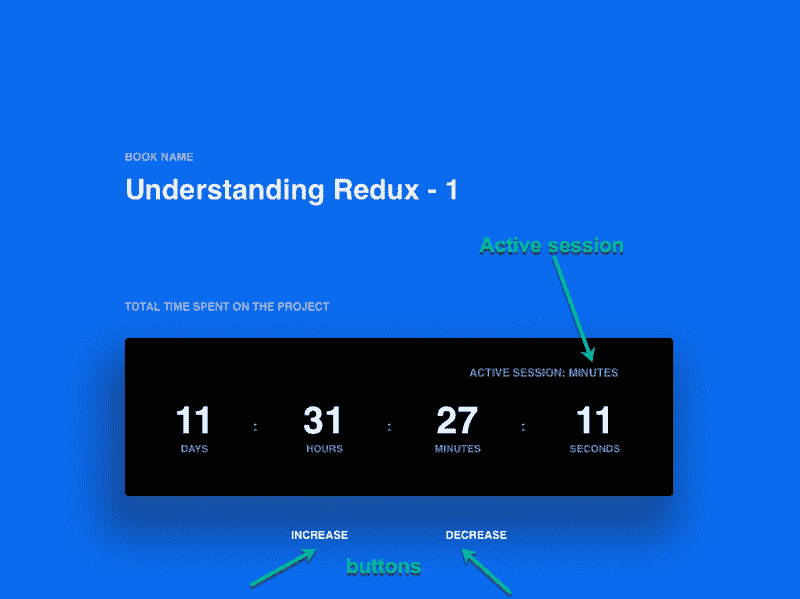 BOOK NAME
Understanding Redux - 1
Active session
TOTAL TIME SPENT ON THE PROJECT
ACTIVE SESSION: MINUTES
11 : 31 : 27 : 11
DAYS HOURS MINUTES SECONDS
INCREASE DECREASE
buttons